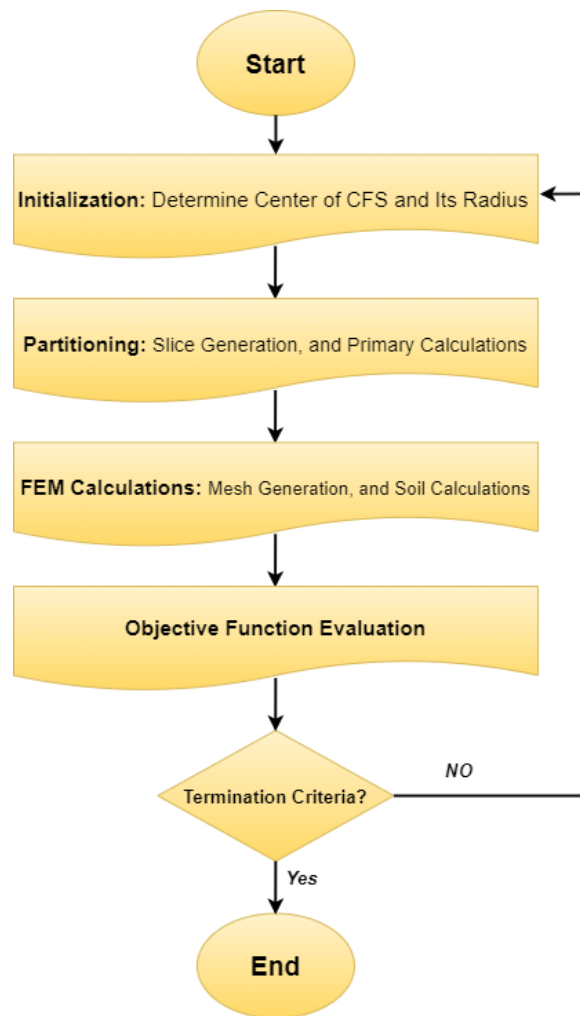 Start
Initialization: Determine Center of CFS and Its Radius
Partitioning: Slice Generation, and Primary Calculations
FEM Calculations: Mesh Generation, and Soil Calculations
Objective Function Evaluation
Termination Criteria?
NO
Yes
End